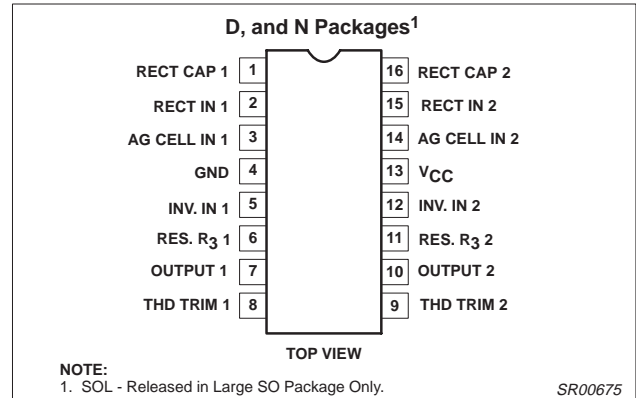 D, and N Packages1
RECT CAP 1 1 16 RECT CAP 2
RECT IN 1 2 15 RECT IN 2
AG CELL IN 1 3 14 AG CELL IN 2
GND 4 13 VCC
INV. IN 1 5 12 INV. IN 2
RES. R3 1 6 11 RES. R3 2
OUTPUT 1 7 10 OUTPUT 2
THD TRIM 1 8 9 THD TRIM 2
TOP VIEW
NOTE:
1. SOL - Released in Large SO Package Only.
SR00675